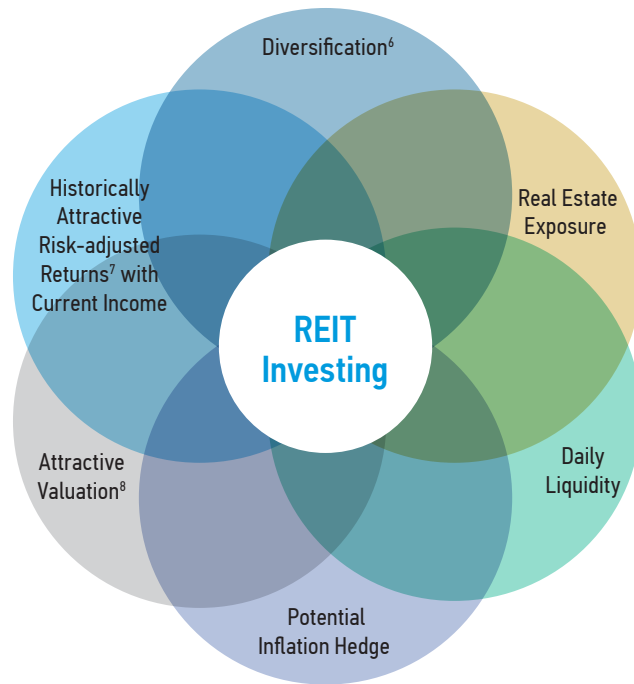 Diversification⁶
Real Estate
Exposure
Historically
Attractive
Risk-adjusted
Returns⁷ with
Current Income
REIT
Investing
Attractive
Valuation⁸
Daily
Liquidity
Potential
Inflation Hedge